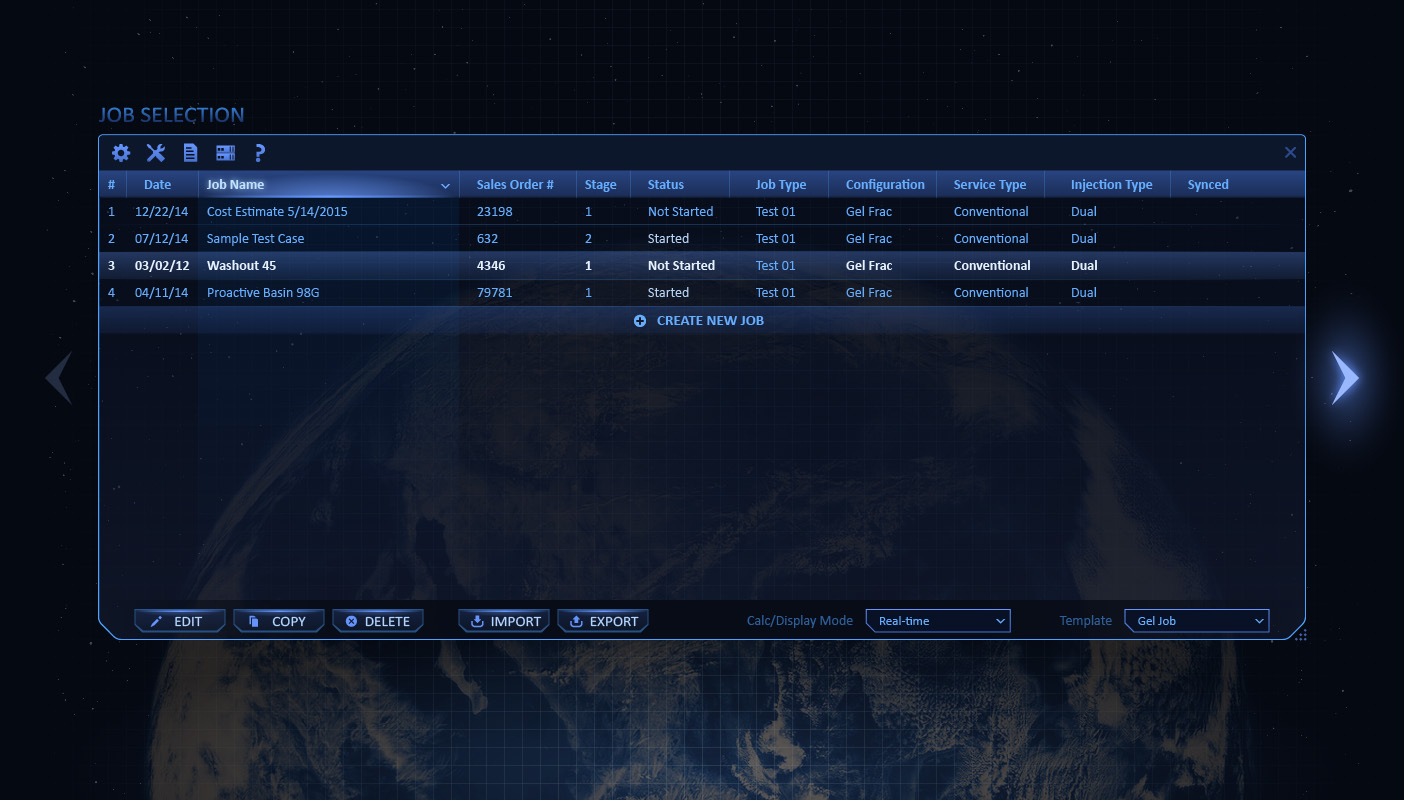 JOB SELECTION
# Date Job Name Sales Order # Stage Status Job Type Configuration Service Type Injection Type Synced
1 12/22/14 Cost Estimate 5/14/2015 23198 1 Not Started Test 01 Gel Frac Conventional Dual
2 07/12/14 Sample Test Case 632 2 Started Test 01 Gel Frac Conventional Dual
3 03/02/12 Washout 45 4346 1 Not Started Test 01 Gel Frac Conventional Dual
4 04/11/14 Proactive Basin 98G 79781 1 Started Test 01 Gel Frac Conventional Dual
CREATE NEW JOB
EDIT COPY DELETE IMPORT EXPORT Calc/Display Mode Real-time Template Gel Job